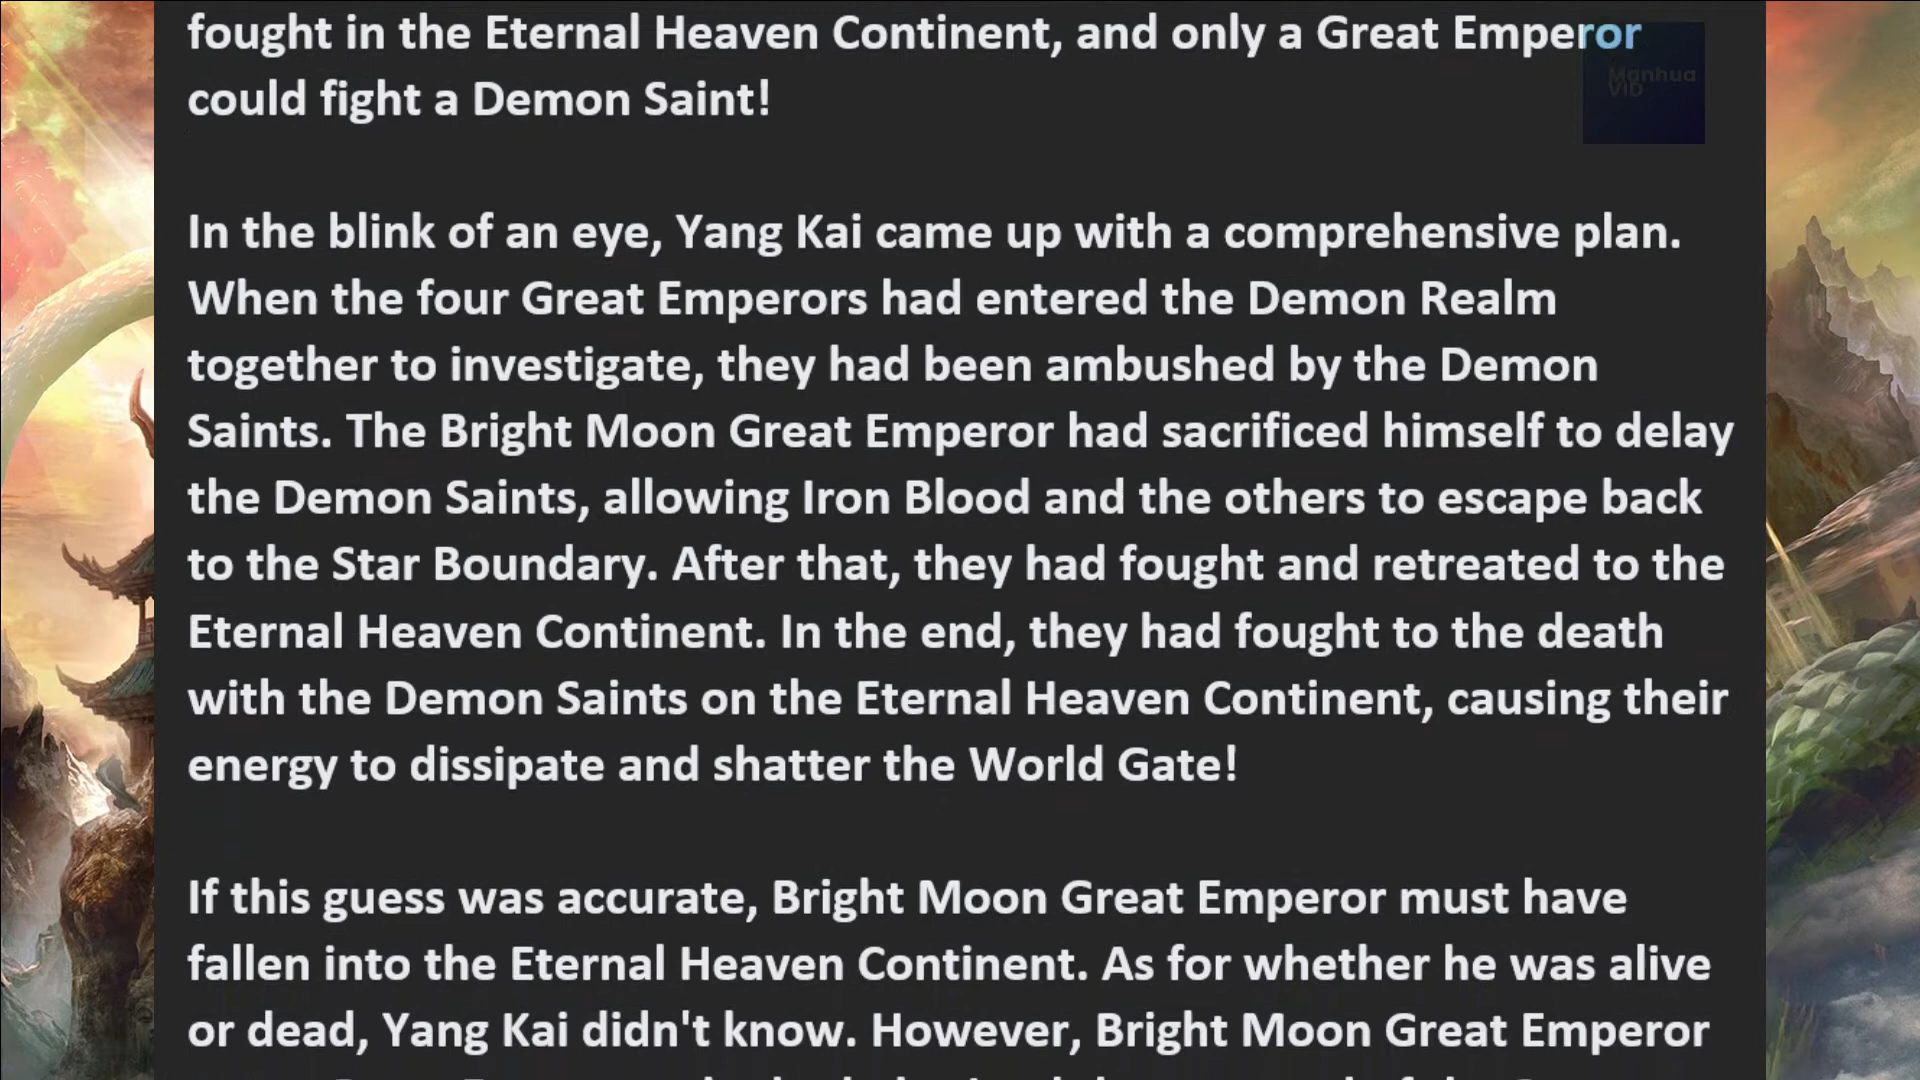 fought in the Eternal Heaven Continent, and only a Great Emperor
could fight a Demon Saint!
Manhua
VID
In the blink of an eye, Yang Kai came up with a comprehensive plan.
When the four Great Emperors had entered the Demon Realm
together to investigate, they had been ambushed by the Demon
Saints. The Bright Moon Great Emperor had sacrificed himself to delay
the Demon Saints, allowing Iron Blood and the others to escape back
to the Star Boundary. After that, they had fought and retreated to the
Eternal Heaven Continent. In the end, they had fought to the death
with the Demon Saints on the Eternal Heaven Continent, causing their
energy to dissipate and shatter the World Gate!
If this guess was accurate, Bright Moon Great Emperor must have
fallen into the Eternal Heaven Continent. As for whether he was alive
or dead, Yang Kai didn't know. However, Bright Moon Great Emperor